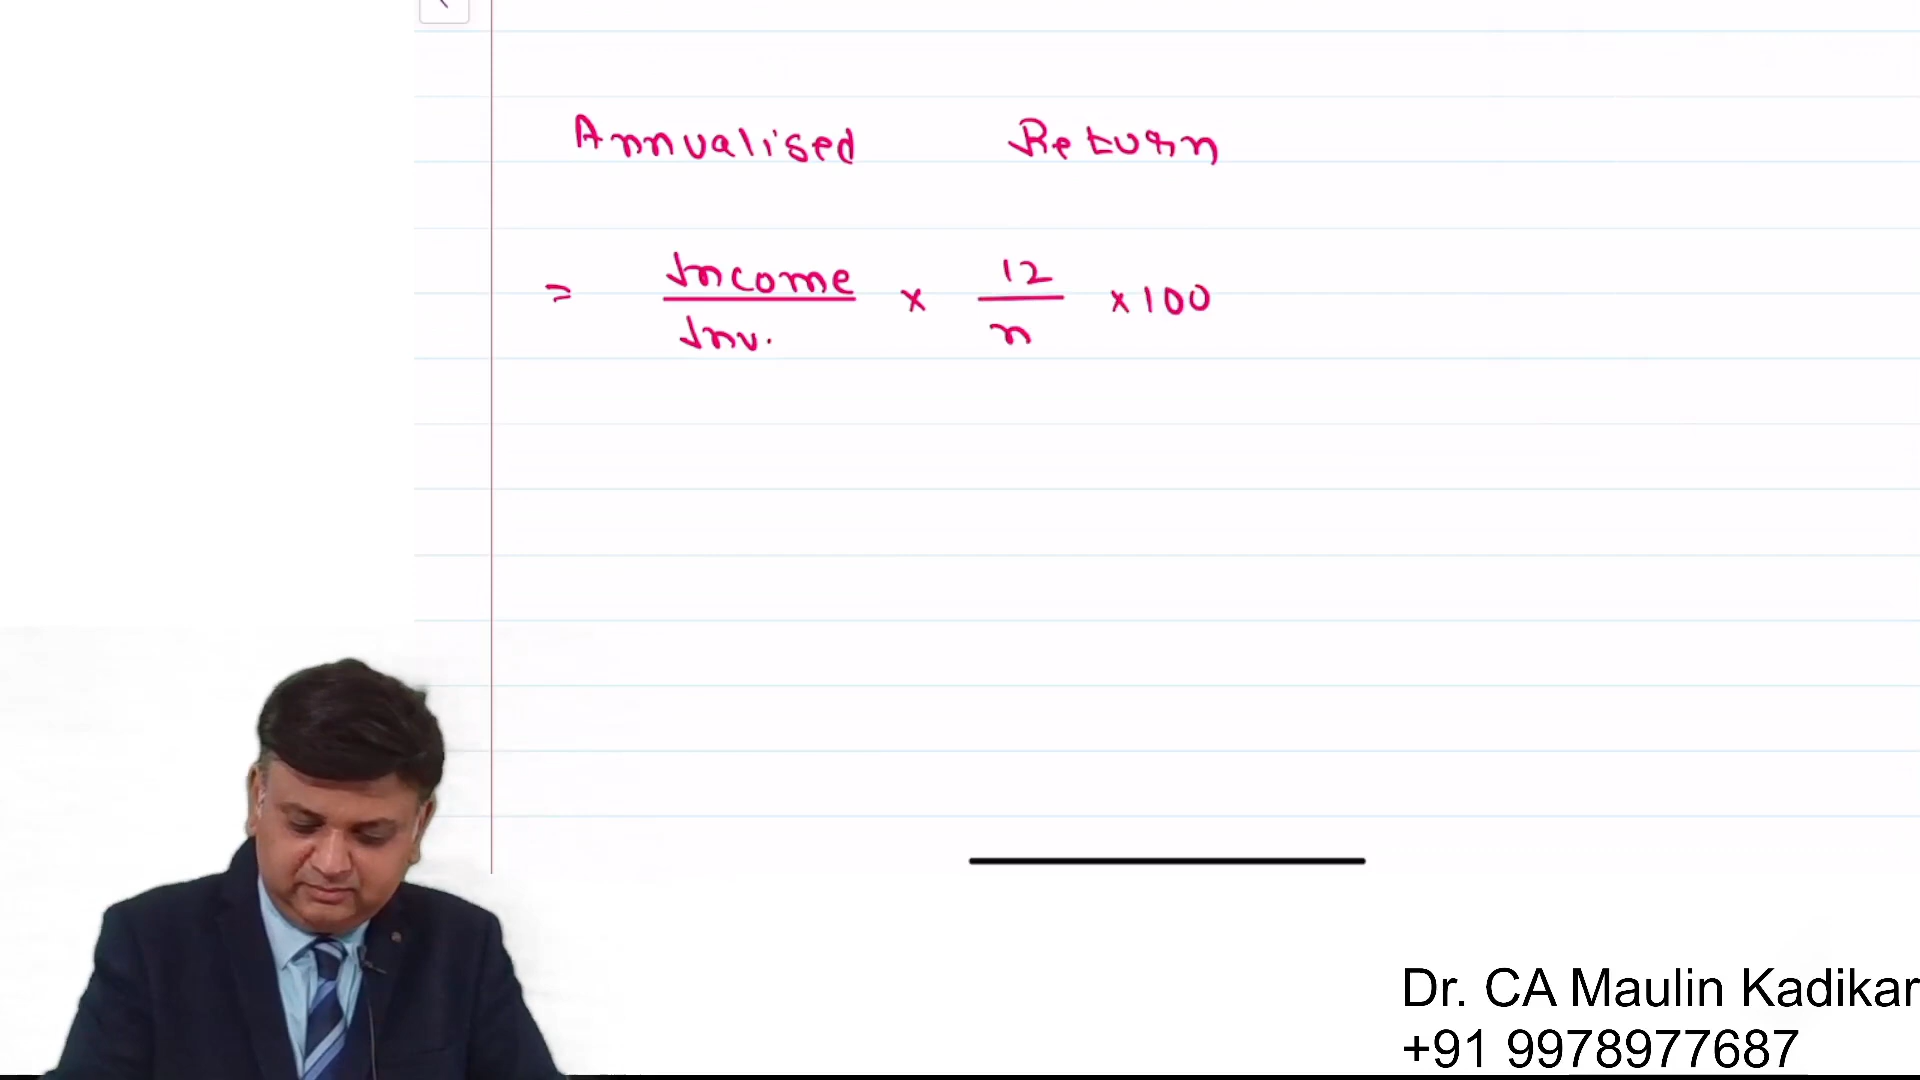 Annualised Return
= Income / Inv. × 12 / n × 100
Dr. CA Maulin Kadikar
+91 9978977687